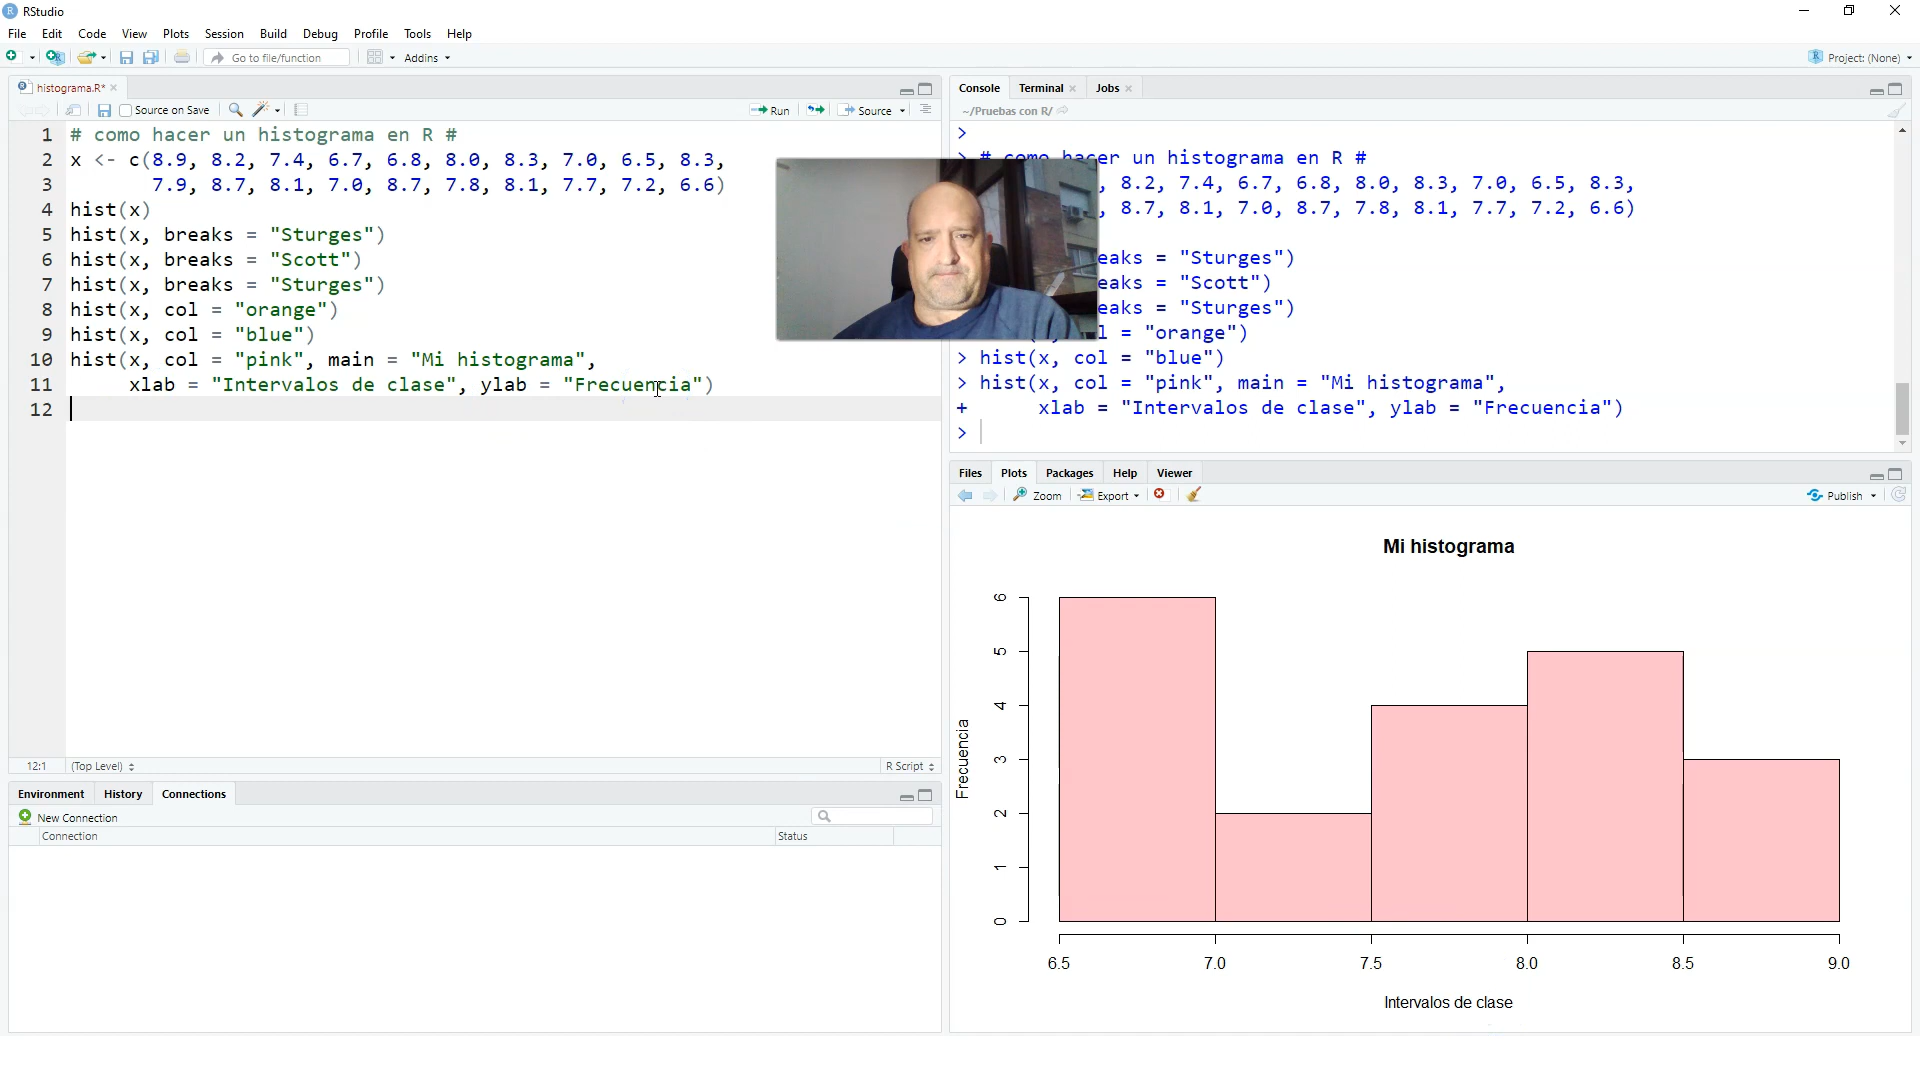 RStudio
File Edit Code View Plots Session Build Debug Profile Tools Help
Go to file/function Addins Project: (None)
histograma.R*
Source on Save Run Source
1 # como hacer un histograma en R #
2 x <- c(8.9, 8.2, 7.4, 6.7, 6.8, 8.0, 8.3, 7.0, 6.5, 8.3,
3 7.9, 8.7, 8.1, 7.0, 8.7, 7.8, 8.1, 7.7, 7.2, 6.6)
4 hist(x)
5 hist(x, breaks = "Sturges")
6 hist(x, breaks = "Scott")
7 hist(x, breaks = "Sturges")
8 hist(x, col = "orange")
9 hist(x, col = "blue")
10 hist(x, col = "pink", main = "Mi histograma",
11 xlab = "Intervalos de clase", ylab = "Frecuencia")
12
12:1 (Top Level) R Script
Environment History Connections
New Connection
Connection Status
Console Terminal Jobs
~/Pruebas con R/
>
> # como hacer un histograma en R #
, 8.2, 7.4, 6.7, 6.8, 8.0, 8.3, 7.0, 6.5, 8.3,
, 8.7, 8.1, 7.0, 8.7, 7.8, 8.1, 7.7, 7.2, 6.6)
eaks = "Sturges")
eaks = "Scott")
eaks = "Sturges")
l = "orange")
> hist(x, col = "blue")
> hist(x, col = "pink", main = "Mi histograma",
+ xlab = "Intervalos de clase", ylab = "Frecuencia")
>
Files Plots Packages Help Viewer
Zoom Export Publish
Mi histograma
Frecuencia
6
5
4
3
2
1
0
6.5 7.0 7.5 8.0 8.5 9.0
Intervalos de clase